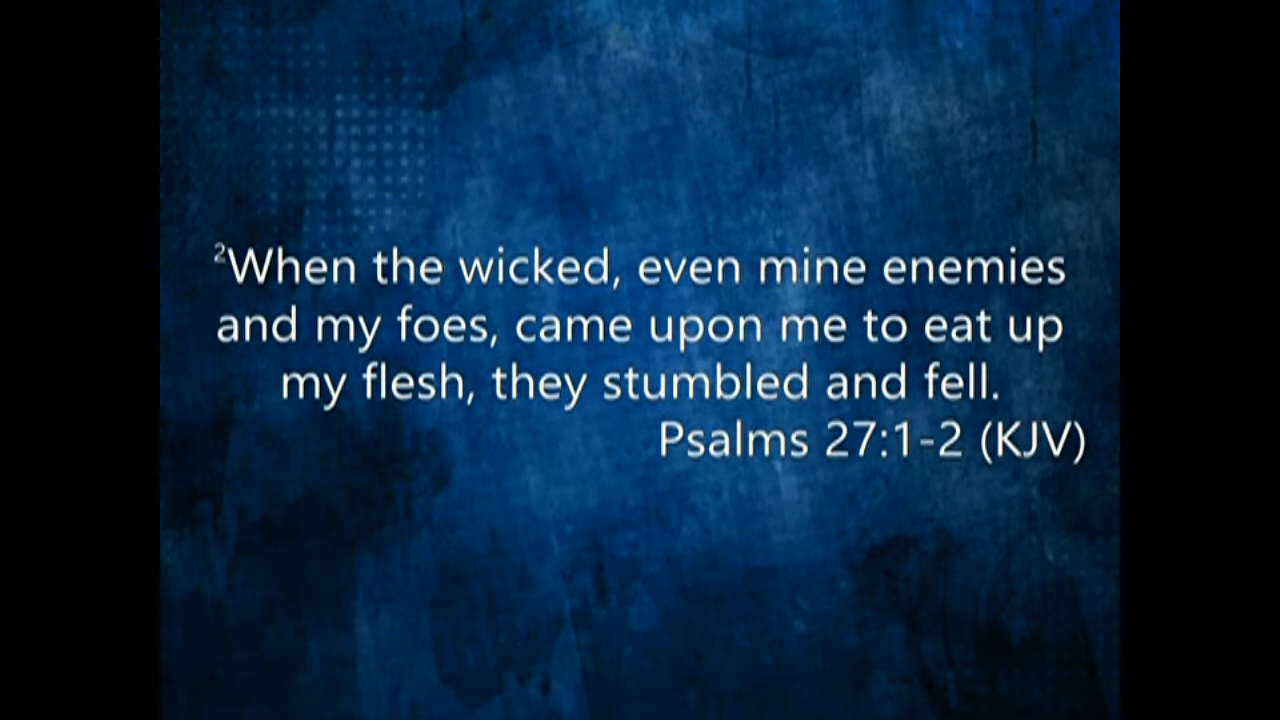 ²When the wicked, even mine enemies
and my foes, came upon me to eat up
my flesh, they stumbled and fell.
Psalms 27:1-2 (KJV)